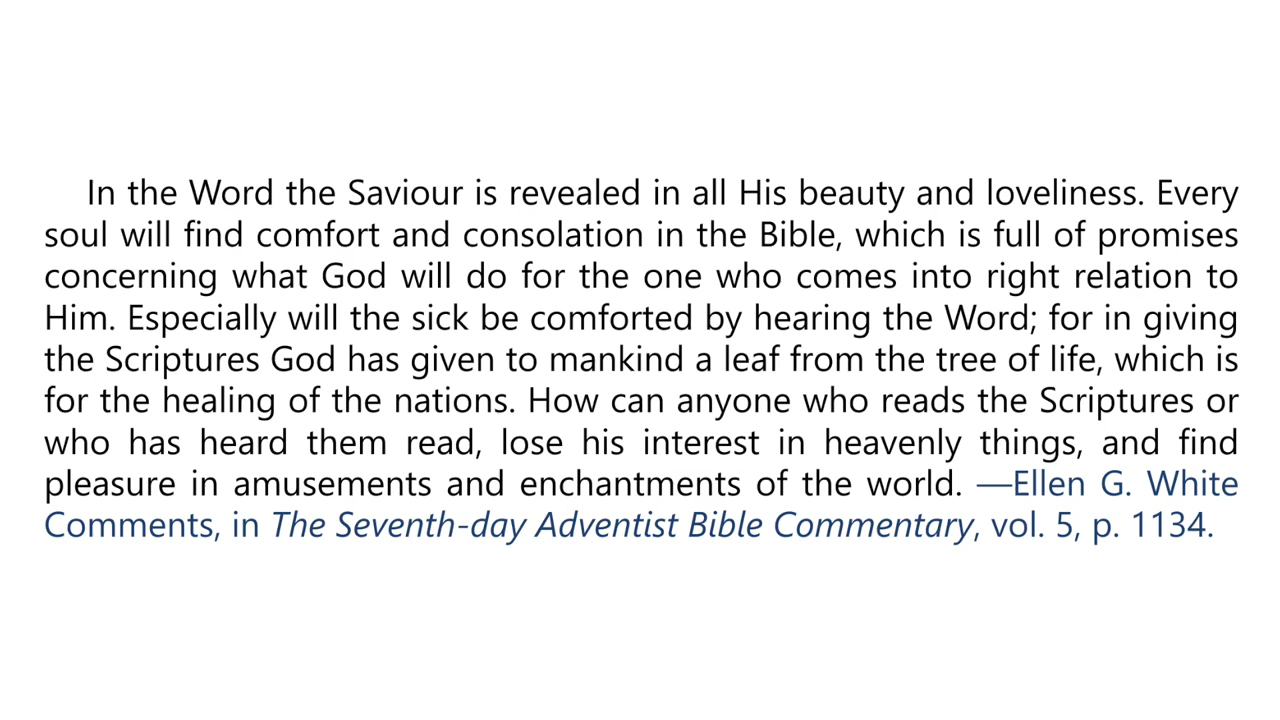 In the Word the Saviour is revealed in all His beauty and loveliness. Every
soul will find comfort and consolation in the Bible, which is full of promises
concerning what God will do for the one who comes into right relation to
Him. Especially will the sick be comforted by hearing the Word; for in giving
the Scriptures God has given to mankind a leaf from the tree of life, which is
for the healing of the nations. How can anyone who reads the Scriptures or
who has heard them read, lose his interest in heavenly things, and find
pleasure in amusements and enchantments of the world. —Ellen G. White
Comments, in The Seventh-day Adventist Bible Commentary, vol. 5, p. 1134.